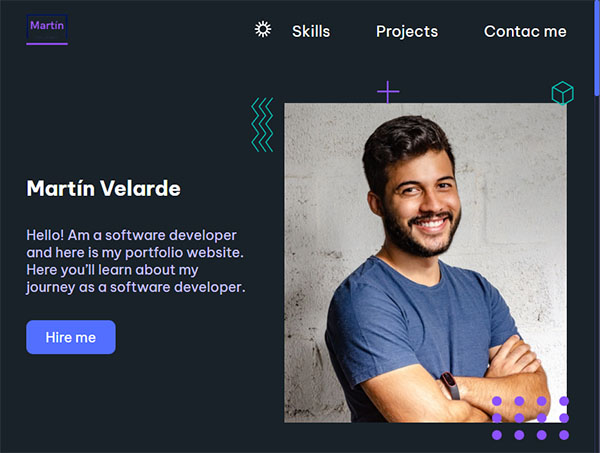 Martín
Skills Projects Contac me
Martín Velarde
Hello! Am a software developer
and here is my portfolio website.
Here you'll learn about my
journey as a software developer.
Hire me